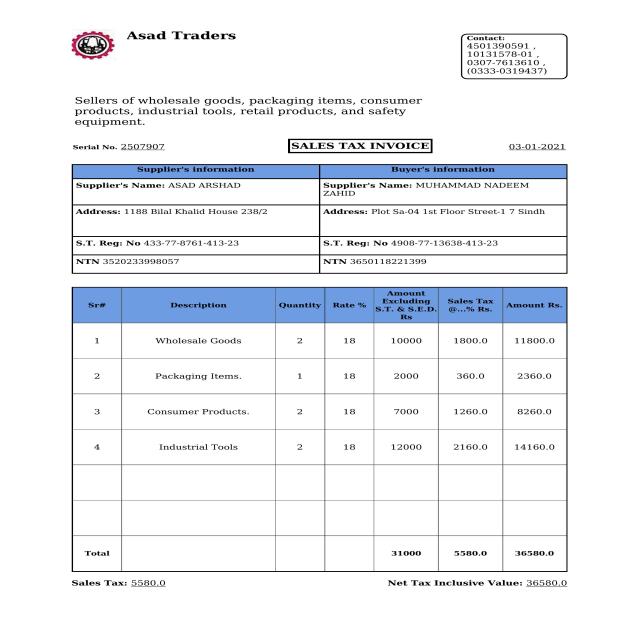 Asad Traders
Contact:
4501390591 ,
10131578-01 ,
0307-7613610 ,
(0333-0319437)
Sellers of wholesale goods, packaging items, consumer
products, industrial tools, retail products, and safety
equipment.
Serial No. 2507907 SALES TAX INVOICE 03-01-2021
Supplier's information Buyer's information
Supplier's Name: ASAD ARSHAD
Supplier's Name: MUHAMMAD NADEEM
ZAHID
Address: 1188 Bilal Khalid House 238/2 Address: Plot Sa-04 1st Floor Street-1 7 Sindh
S.T. Reg: No 433-77-8761-413-23 S.T. Reg: No 4908-77-13638-413-23
NTN 3520233998057 NTN 3650118221399
Sr# Description Quantity Rate % Amount Excluding S.T. & S.E.D. Rs Sales Tax @...% Rs. Amount Rs.
1 Wholesale Goods 2 18 10000 1800.0 11800.0
2 Packaging Items. 1 18 2000 360.0 2360.0
3 Consumer Products. 2 18 7000 1260.0 8260.0
4 Industrial Tools 2 18 12000 2160.0 14160.0
Total 31000 5580.0 36580.0
Sales Tax: 5580.0 Net Tax Inclusive Value: 36580.0